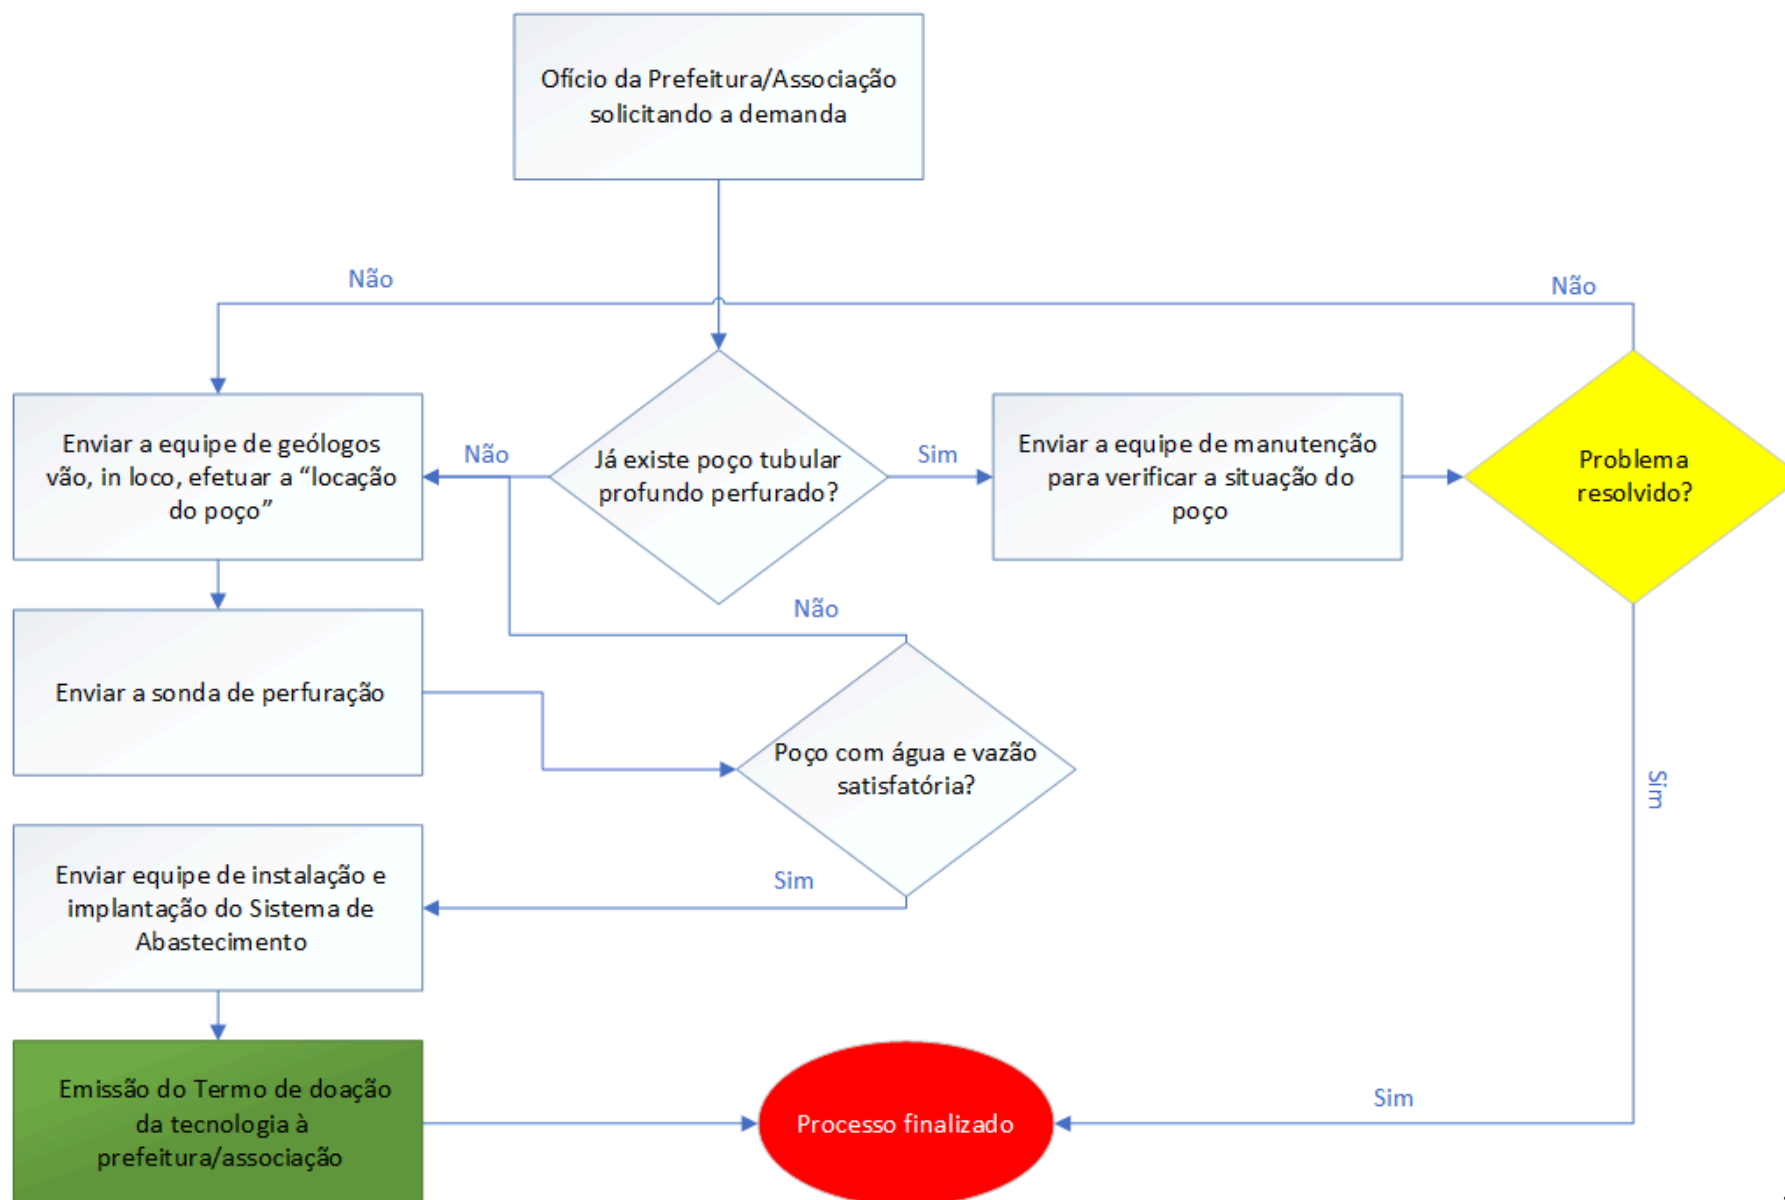 Ofício da Prefeitura/Associação
solicitando a demanda
Não
Não
Enviar a equipe de geólogos
vão, in loco, efetuar a “locação
do poço”
Não
Já existe poço tubular
profundo perfurado?
Sim
Enviar a equipe de manutenção
para verificar a situação do
poço
Problema
resolvido?
Não
Enviar a sonda de perfuração
Poço com água e vazão
satisfatória?
Sim
Enviar equipe de instalação e
implantação do Sistema de
Abastecimento
Sim
Emissão do Termo de doação
da tecnologia à
prefeitura/associação
Processo finalizado
Sim